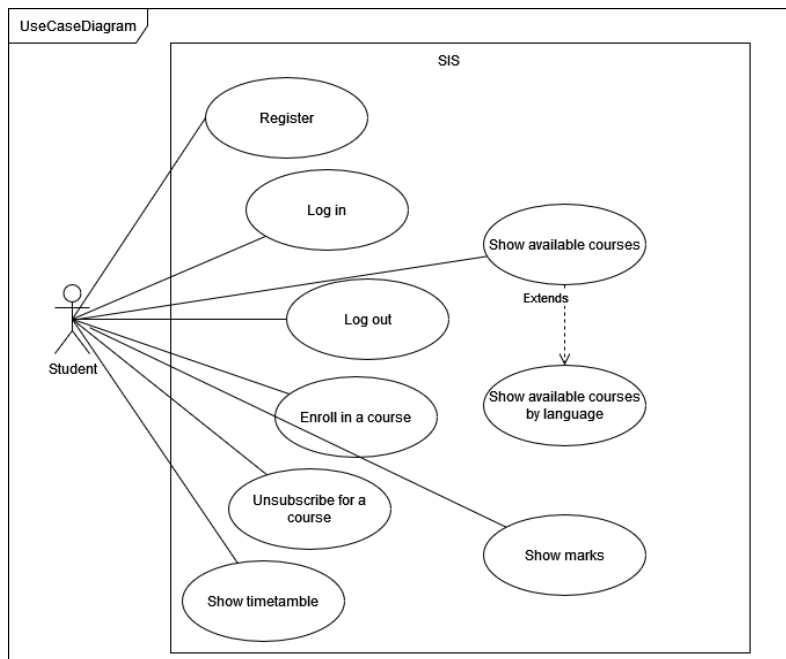 UseCaseDiagram
SIS
Register
Log in
Show available courses
Extends
Log out
Student
Show available courses
by language
Enroll in a course
Unsubscribe for a
course
Show marks
Show timetamble